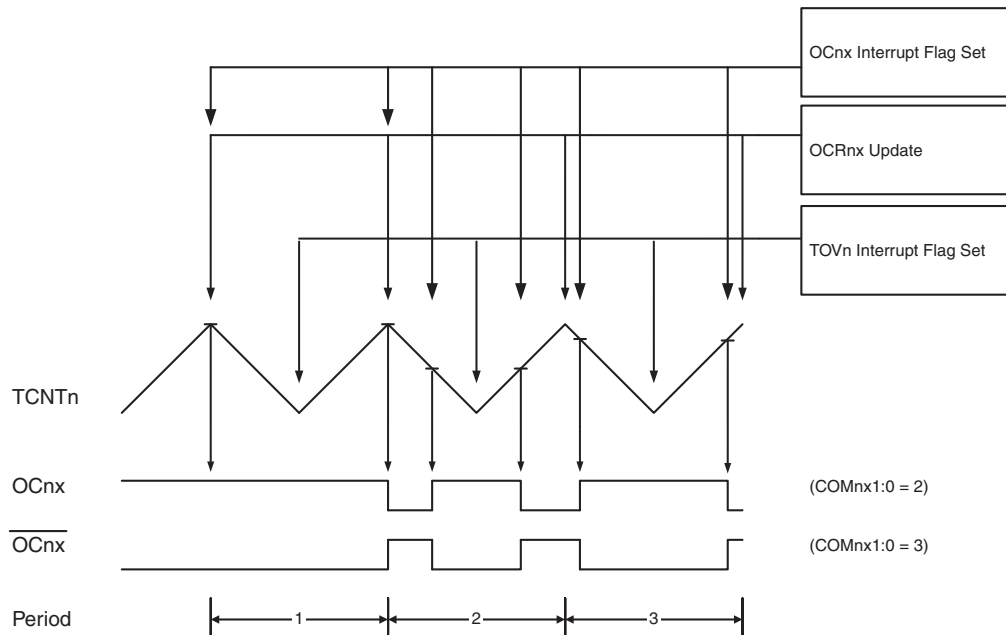 OCnx Interrupt Flag Set
OCRnx Update
TOVn Interrupt Flag Set
TCNTn
OCnx
(COMnx1:0 = 2)
OCnx
(COMnx1:0 = 3)
Period
1
2
3